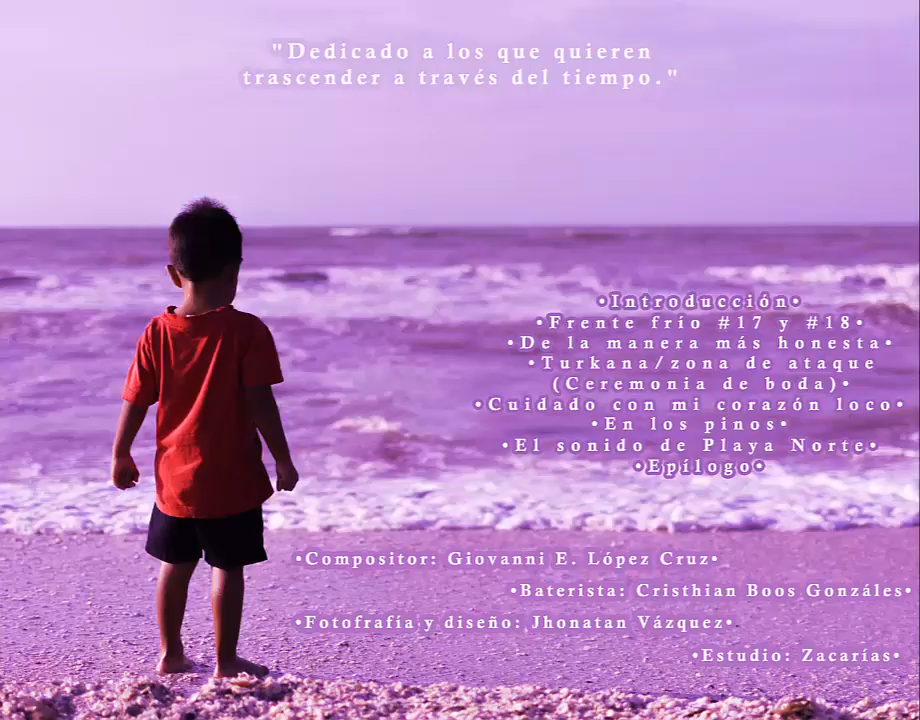 "Dedicado a los que quieren
trascender a través del tiempo."
•Introducción•
•Frente frío #17 y #18•
•De la manera más honesta•
•Turkana/zona de ataque
(Ceremonia de boda)•
•Cuidado con mi corazón loco•
•En los pinos•
•El sonido de Playa Norte•
•Epílogo•
•Compositor: Giovanni E. López Cruz•
•Baterista: Cristhian Boos Gonzáles•
•Fotofrafía y diseño: Jhonatan Vázquez•
•Estudio: Zacarías•